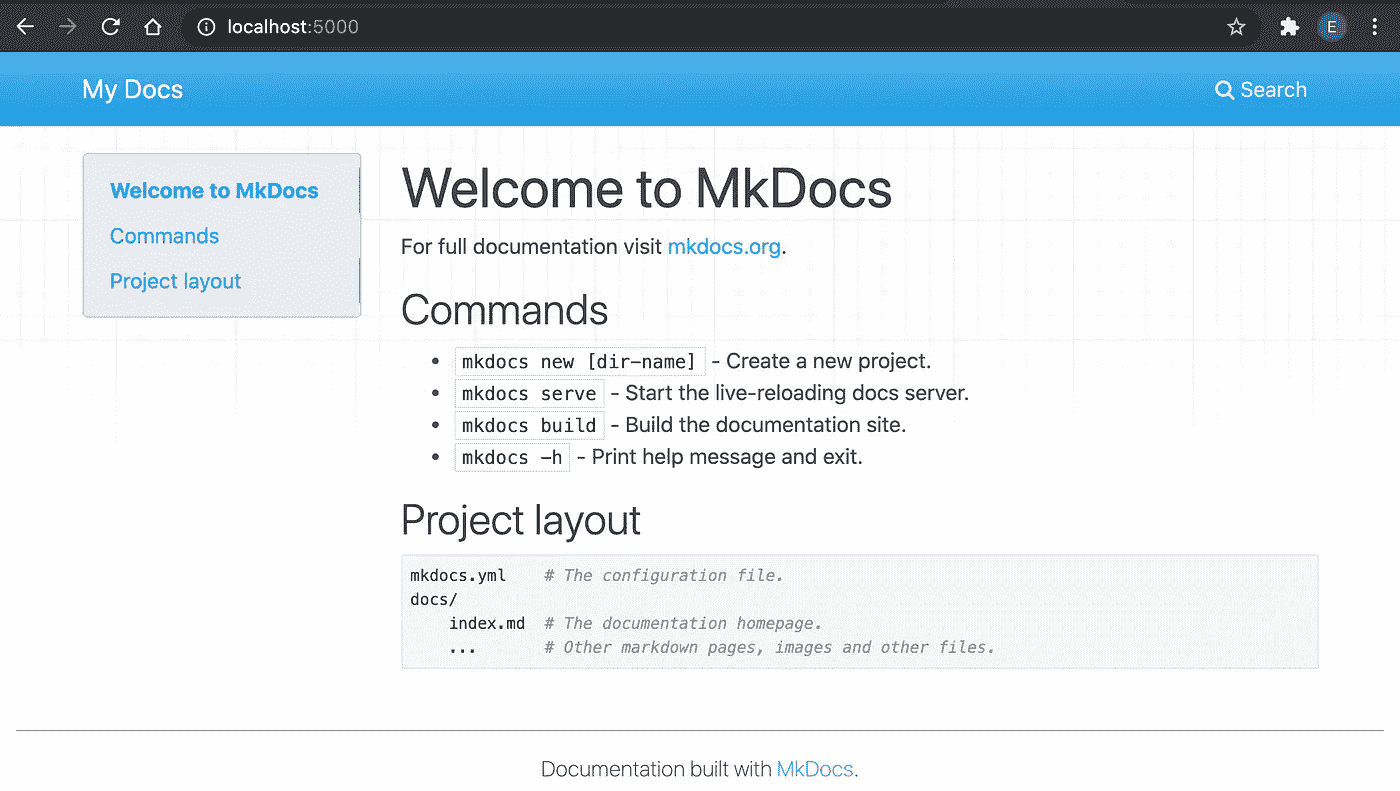 localhost:5000
E
My Docs
Search
Welcome to MkDocs
Commands
Project layout
Welcome to MkDocs
For full documentation visit mkdocs.org.
Commands
mkdocs new [dir-name] - Create a new project.
mkdocs serve - Start the live-reloading docs server.
mkdocs build - Build the documentation site.
mkdocs -h - Print help message and exit.
Project layout
mkdocs.yml    # The configuration file.
docs/
    index.md  # The documentation homepage.
    ...       # Other markdown pages, images and other files.
Documentation built with MkDocs.